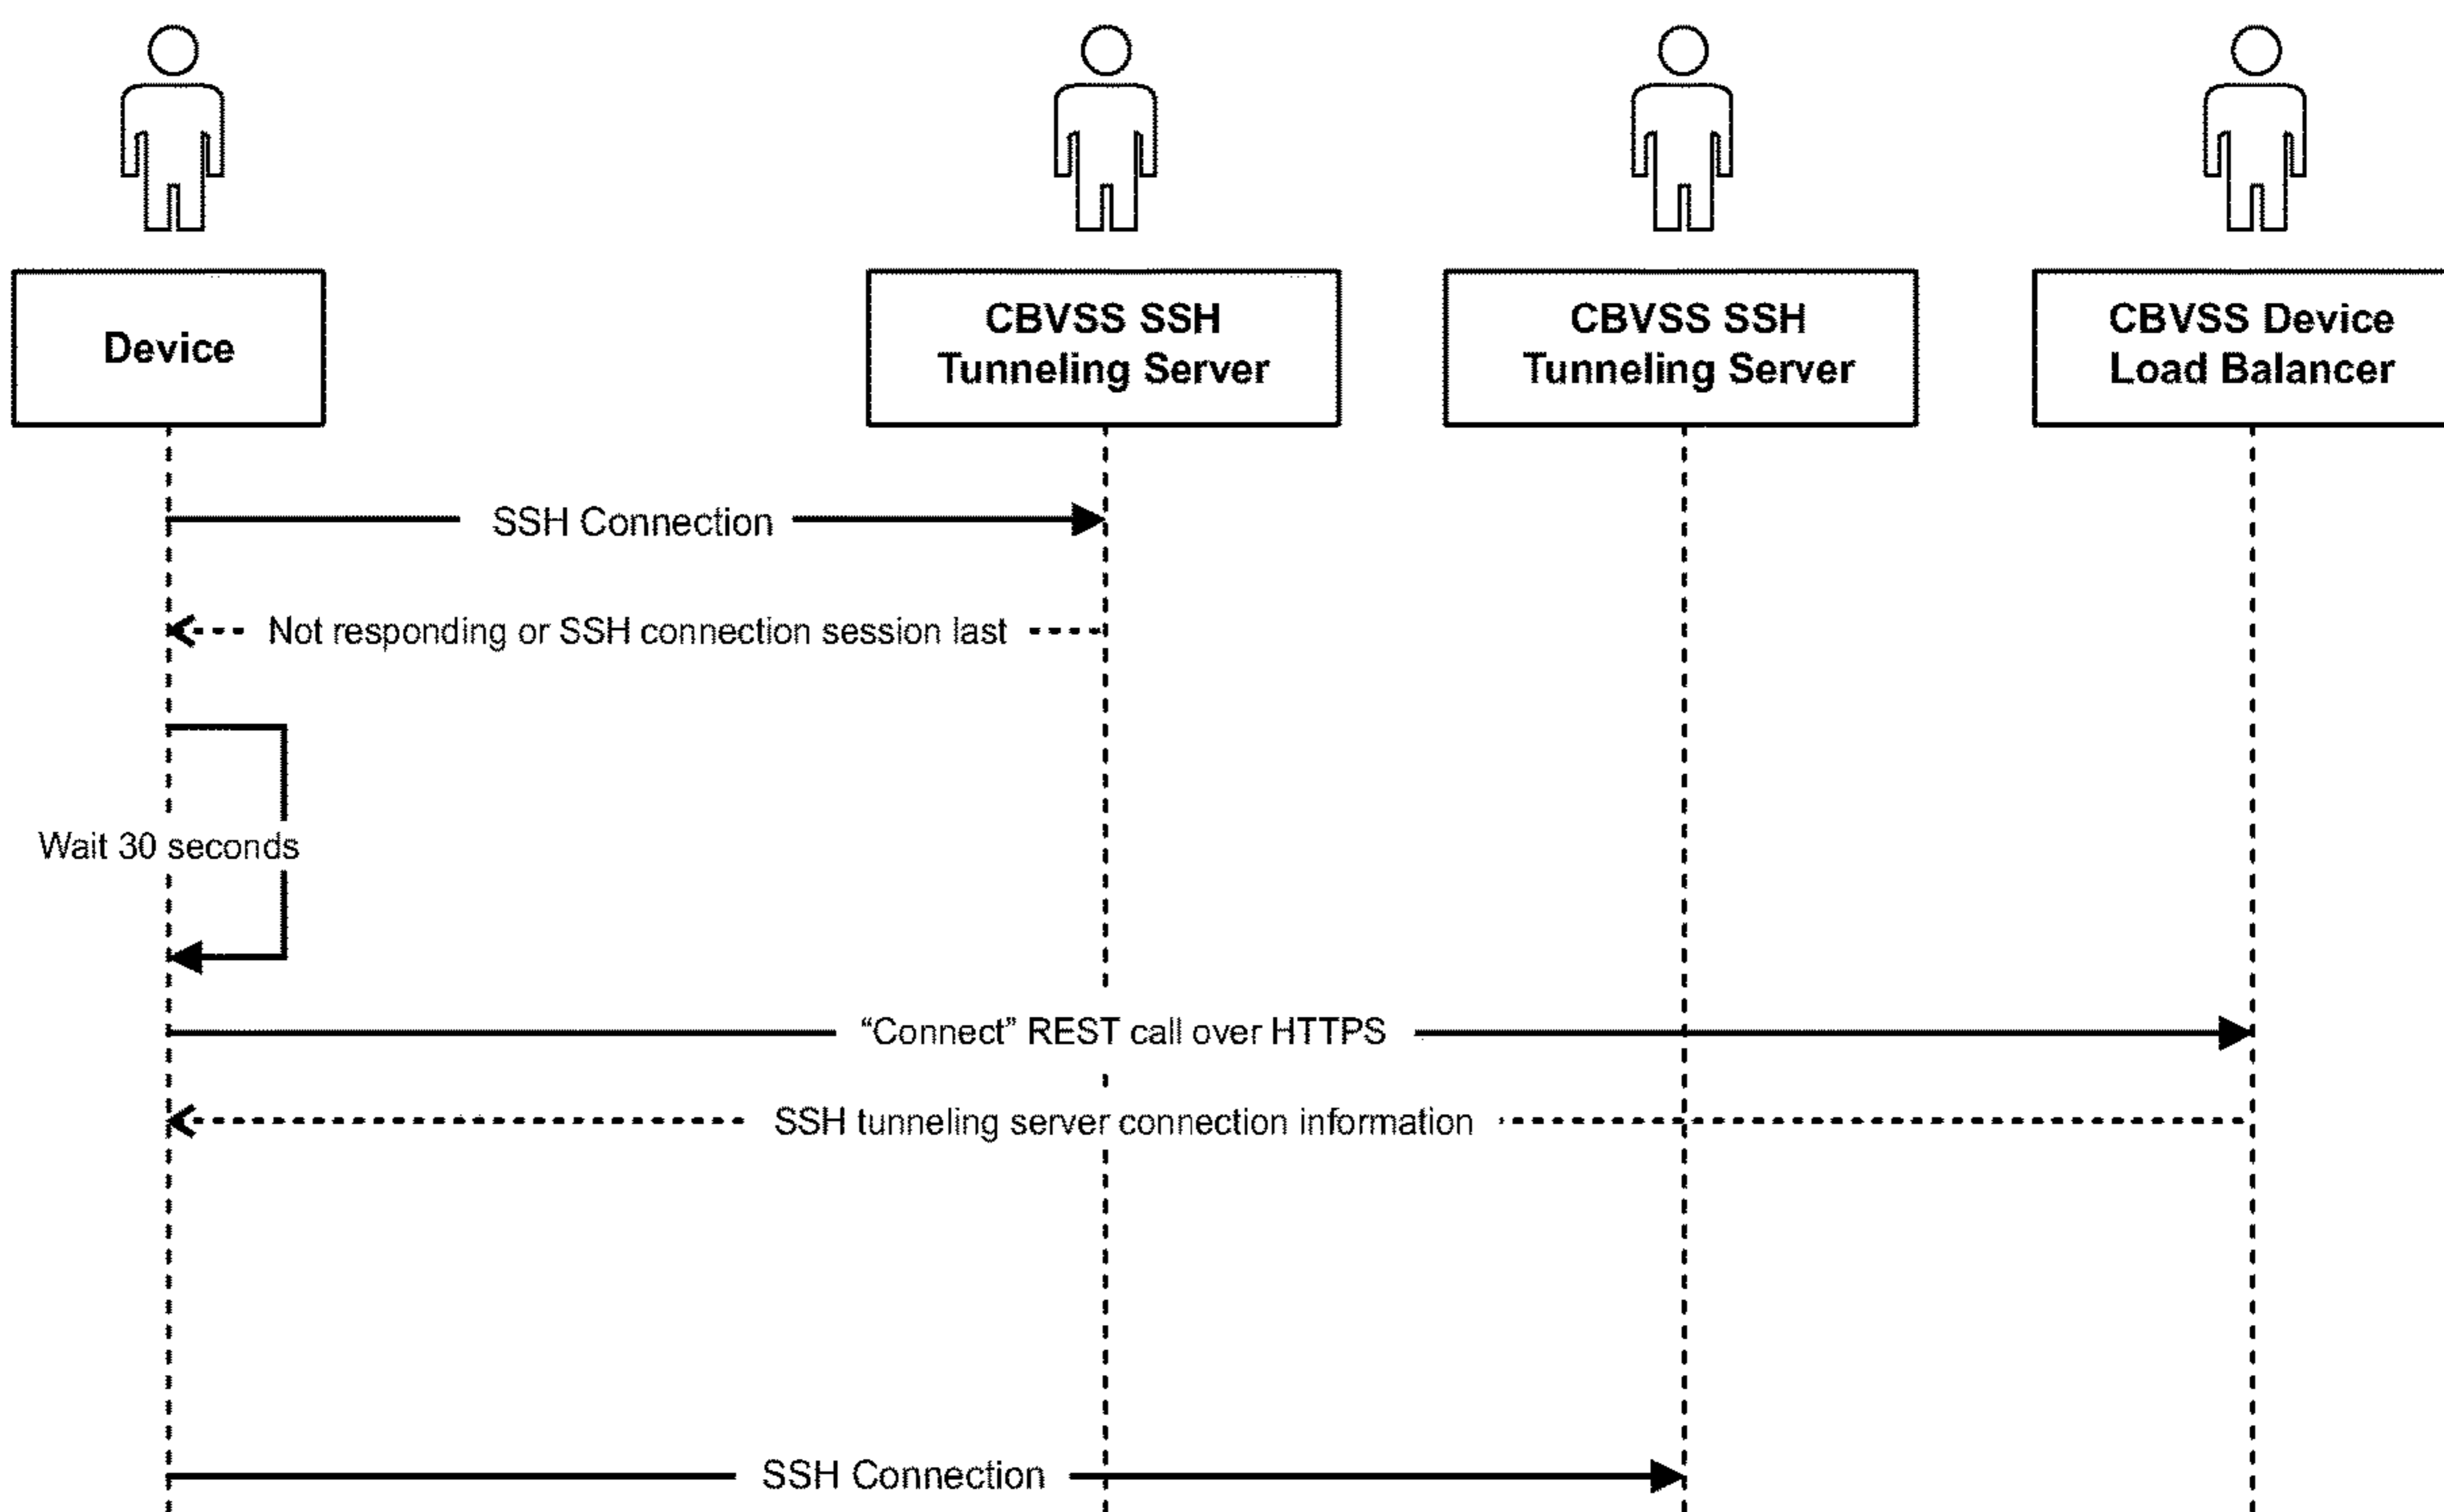 Device
CBVSS SSH
Tunneling Server
CBVSS SSH
Tunneling Server
CBVSS Device
Load Balancer
SSH Connection
Not responding or SSH connection session last
Wait 30 seconds
“Connect” REST call over HTTPS
SSH tunneling server connection information
SSH Connection